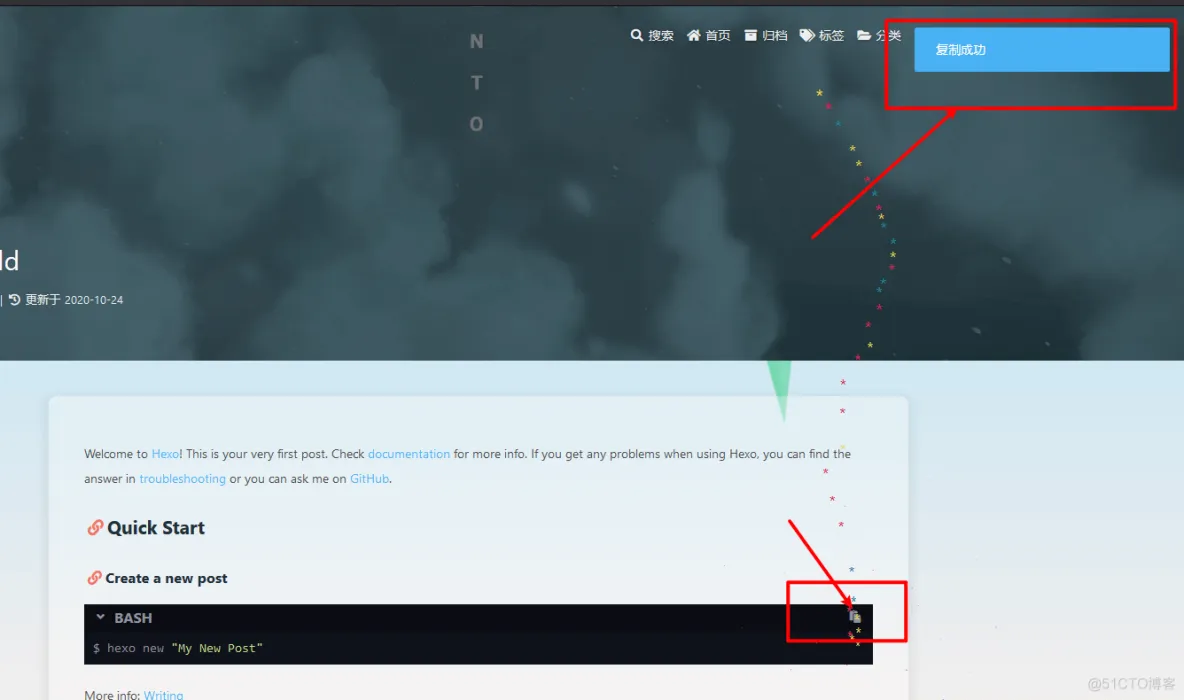 N
T
O
搜索 首页 归档 标签 分类
复制成功
ld
| 更新于 2020-10-24
Welcome to Hexo! This is your very first post. Check documentation for more info. If you get any problems when using Hexo, you can find the
answer in troubleshooting or you can ask me on GitHub.
Quick Start
Create a new post
BASH
$ hexo new "My New Post"
More info: Writing
@51CTO博客